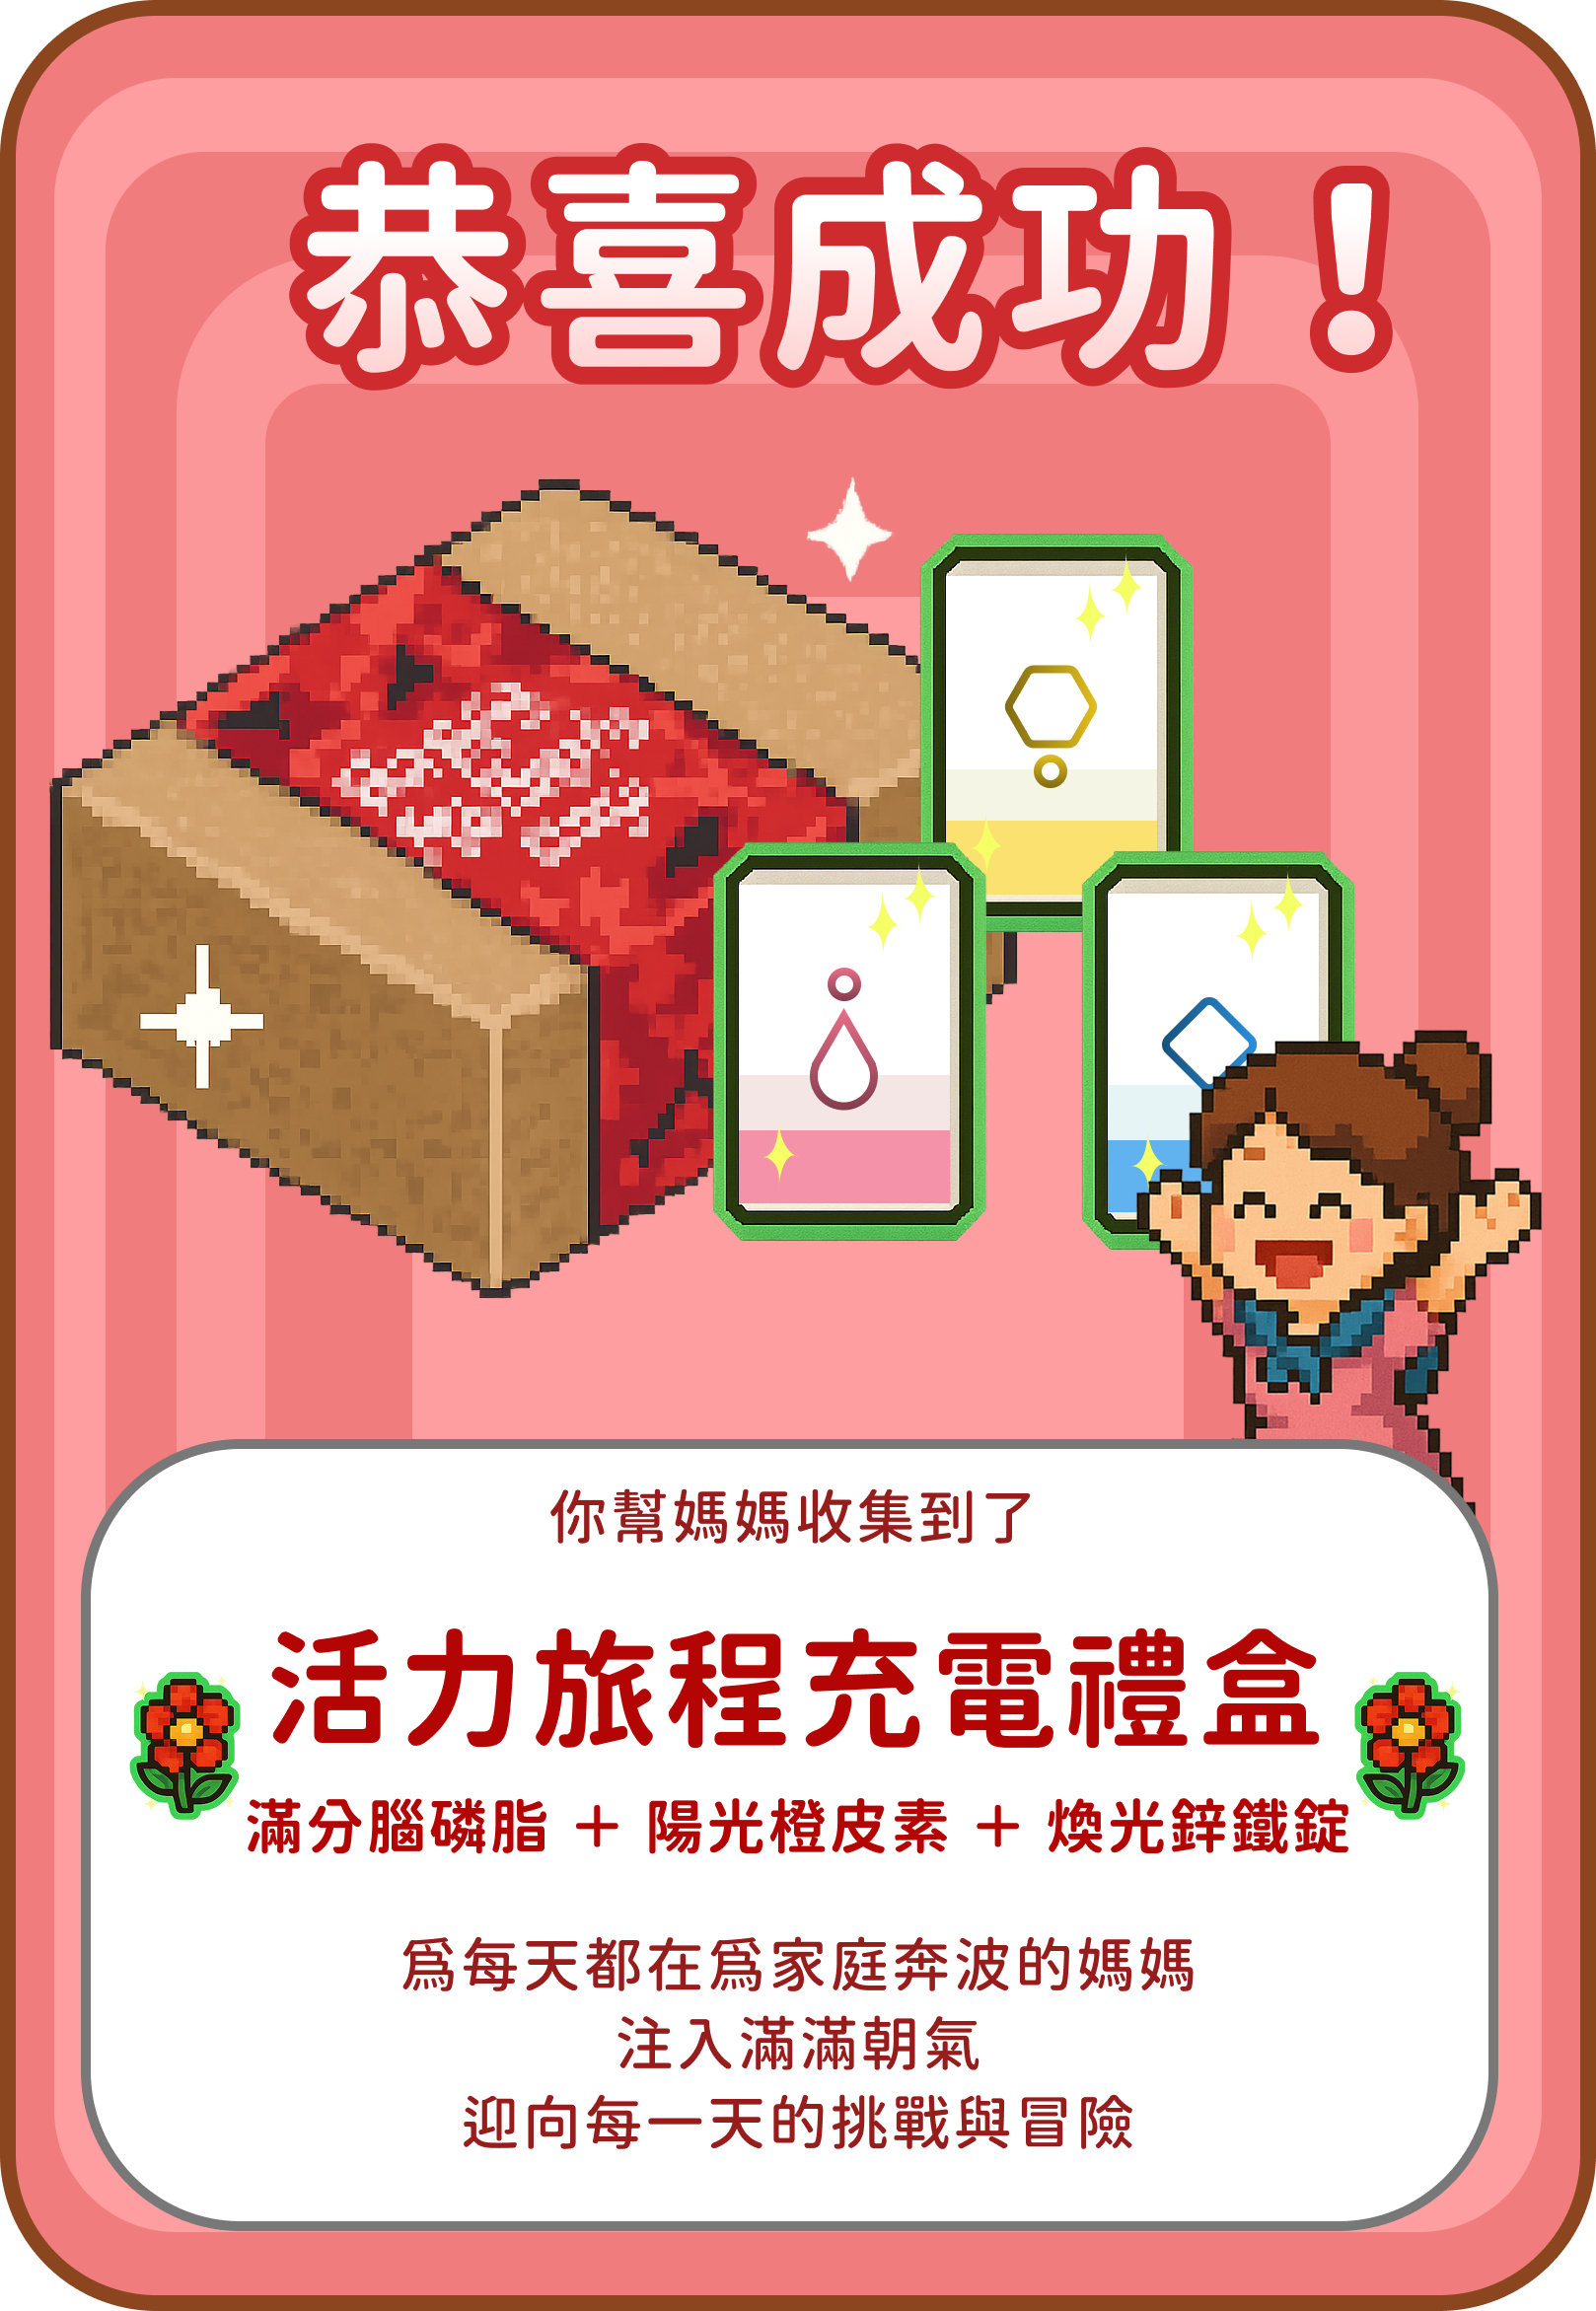 恭喜成功！
你幫媽媽收集到了
活力旅程充電禮盒
滿分腦磷脂 + 陽光橙皮素 + 煥光鋅鐵錠
為每天都在為家庭奔波的媽媽
注入滿滿朝氣
迎向每一天的挑戰與冒險